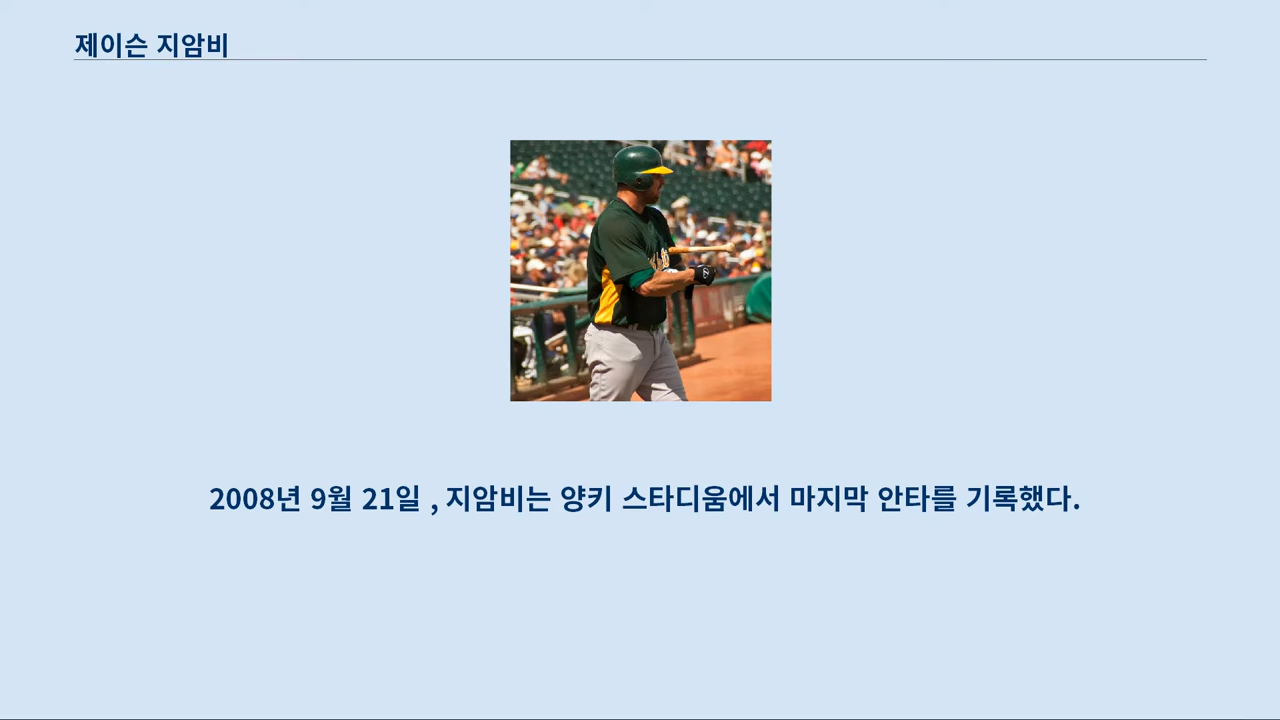 제이슨 지암비
2008년 9월 21일 , 지암비는 양키 스타디움에서 마지막 안타를 기록했다.